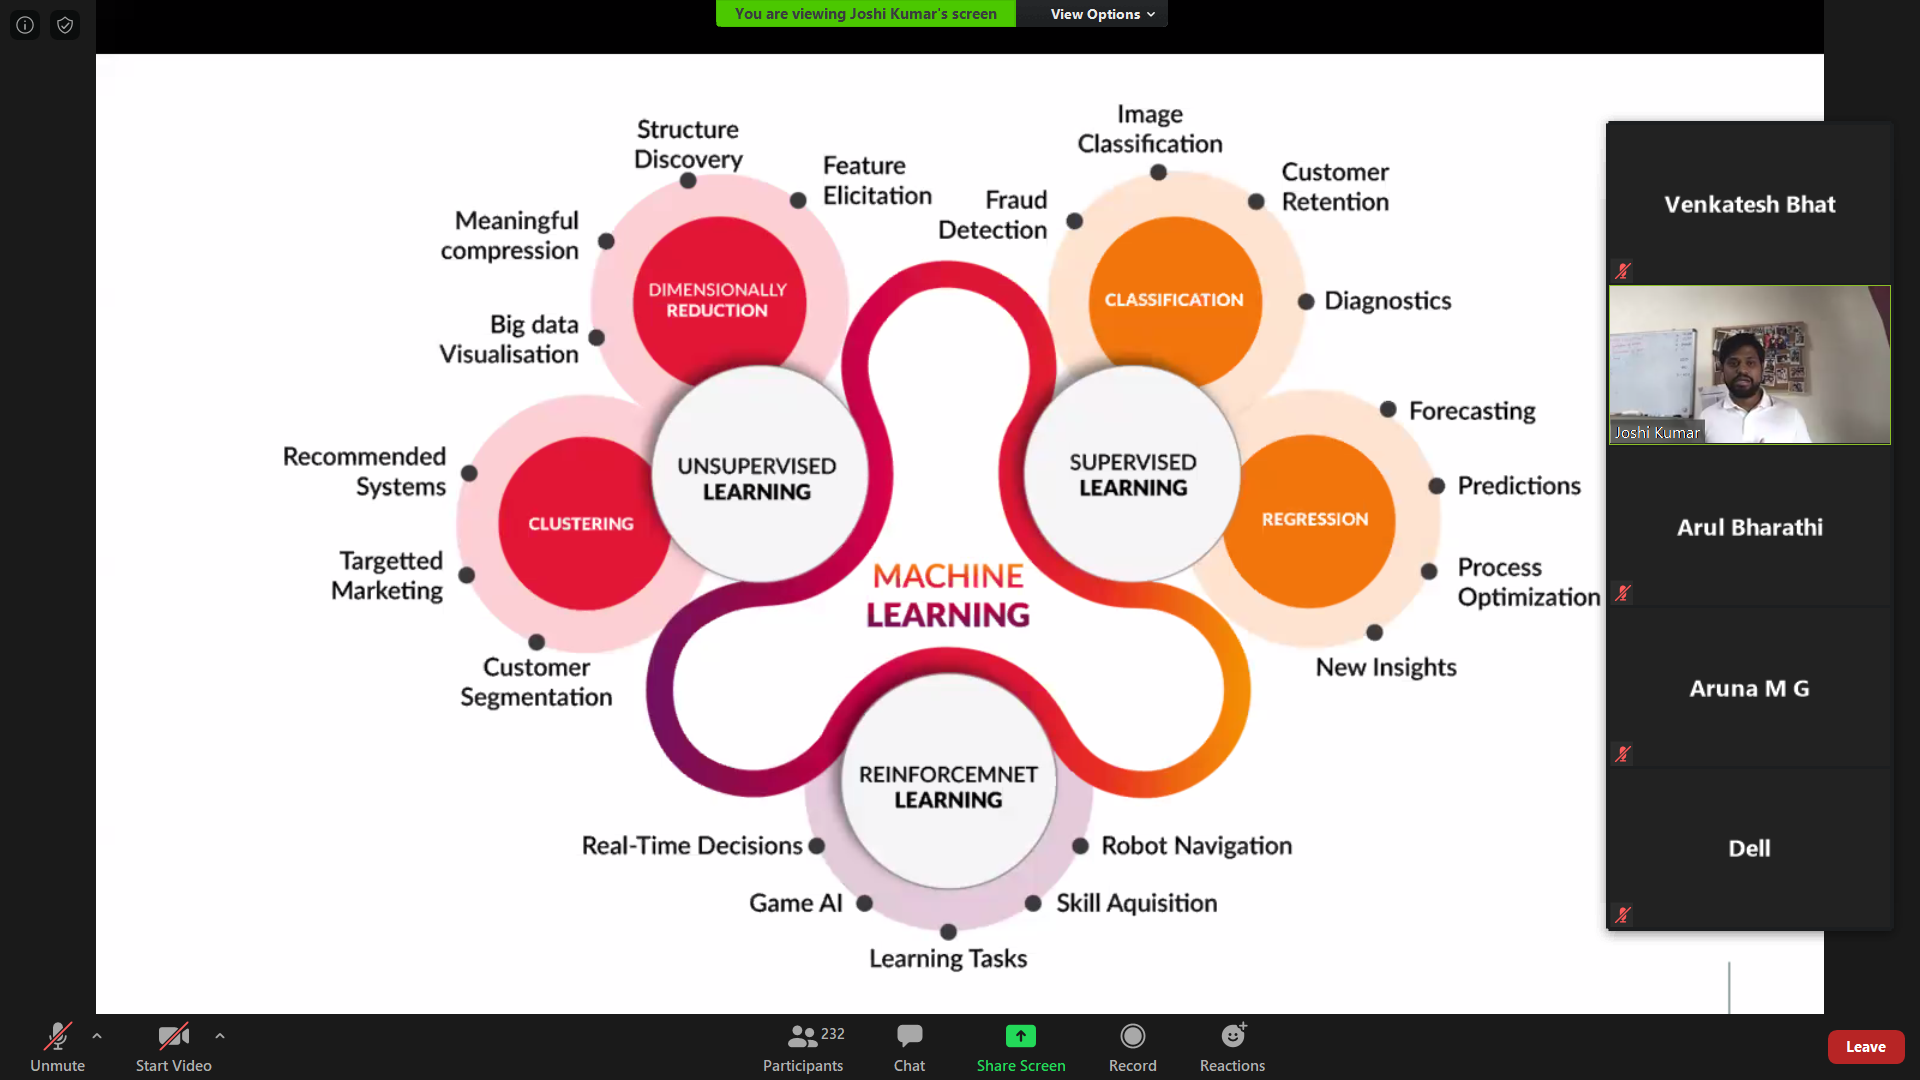 You are viewing Joshi Kumar's screen
View Options
Structure
Discovery
Feature
Elicitation
Meaningful
compression
Big data
Visualisation
DIMENSIONALLY
REDUCTION
Image
Classification
Customer
Retention
Fraud
Detection
Diagnostics
CLASSIFICATION
Recommended
Systems
Targetted
Marketing
Customer
Segmentation
CLUSTERING
UNSUPERVISED
LEARNING
SUPERVISED
LEARNING
REGRESSION
Forecasting
Predictions
Process
Optimization
New Insights
MACHINE
LEARNING
REINFORCEMNET
LEARNING
Real-Time Decisions
Game AI
Learning Tasks
Skill Aquisition
Robot Navigation
Venkatesh Bhat
Joshi Kumar
Arul Bharathi
Aruna M G
Dell
Unmute
Start Video
232
Participants
Chat
Share Screen
Record
Reactions
Leave